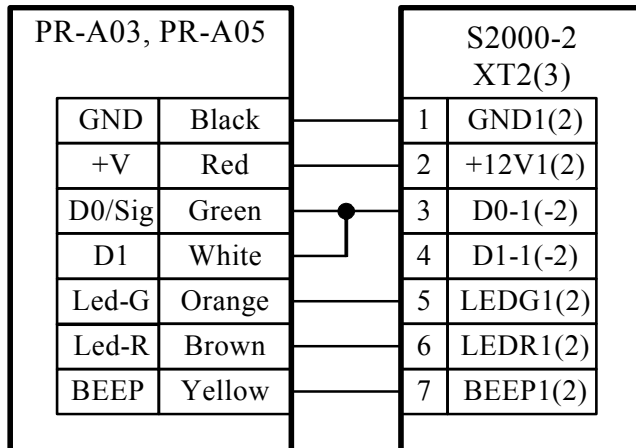 PR-A03, PR-A05
GND Black
+V Red
D0/Sig Green
D1 White
Led-G Orange
Led-R Brown
BEEP Yellow
S2000-2
XT2(3)
1 GND1(2)
2 +12V1(2)
3 D0-1(-2)
4 D1-1(-2)
5 LEDG1(2)
6 LEDR1(2)
7 BEEP1(2)